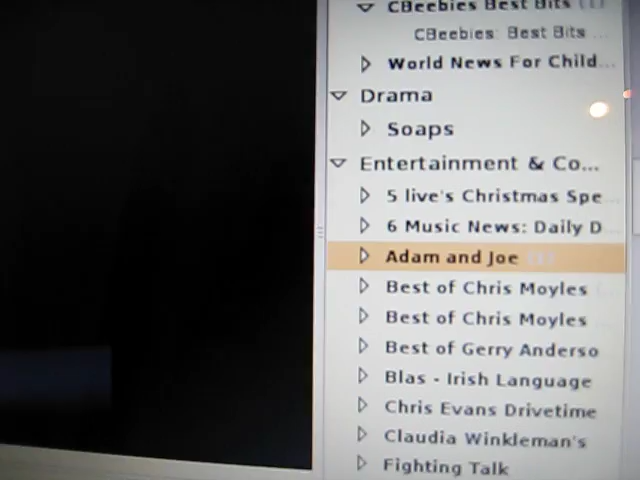 CBeebies Best Bits (1)
CBeebies: Best Bits ...
World News For Child...
Drama
Soaps
Entertainment & Co...
5 live's Christmas Spe
6 Music News: Daily D
Adam and Joe (1)
Best of Chris Moyles
Best of Chris Moyles
Best of Gerry Anderso
Blas - Irish Language
Chris Evans Drivetime
Claudia Winkleman's
Fighting Talk